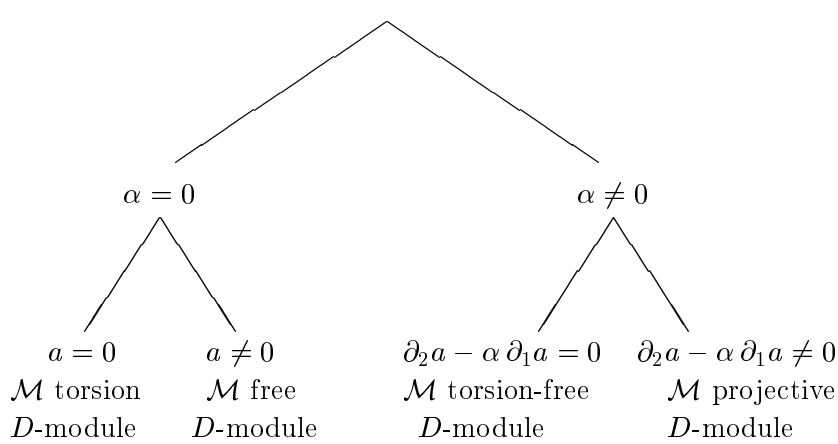 α = 0
α ≠ 0
a = 0
ℳ torsion
D-module
a ≠ 0
ℳ free
D-module
∂₂a − α ∂₁a = 0
ℳ torsion-free
D-module
∂₂a − α ∂₁a ≠ 0
ℳ projective
D-module